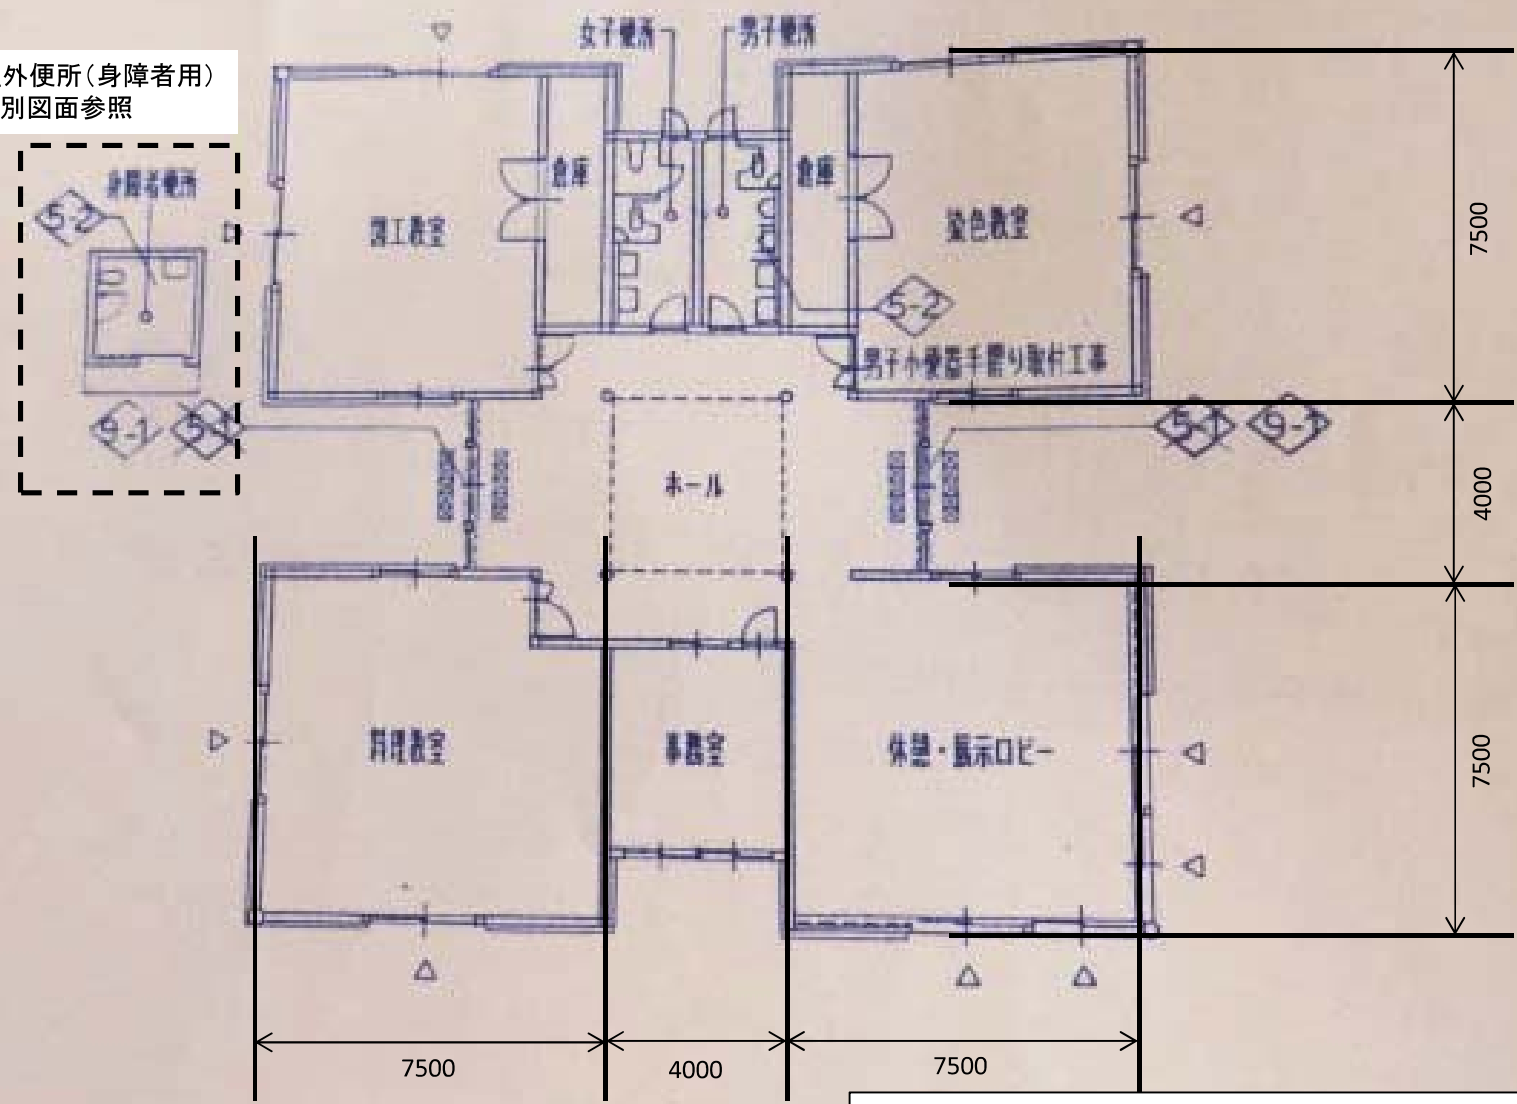 女子便所
男子便所
外便所(身障者用)
別図面参照
身障者便所
5-2
倉庫
倉庫
図工教室
染色教室
7500
5-2
男子小便器手摺り取付工事
9-1
5-1
5-1
9-1
ホール
4000
料理教室
事務室
休憩・展示ロビー
7500
7500
4000
7500